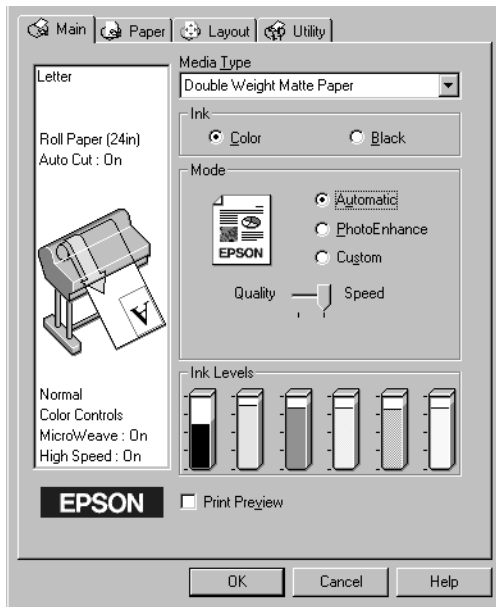 Main Paper Layout Utility
Letter
Roll Paper (24in)
Auto Cut : On
A
Normal
Color Controls
MicroWeave : On
High Speed : On
EPSON
Media Type
Double Weight Matte Paper
Ink
Color Black
Mode
EPSON
Automatic
PhotoEnhance
Custom
Quality Speed
Ink Levels
Print Preview
OK Cancel Help